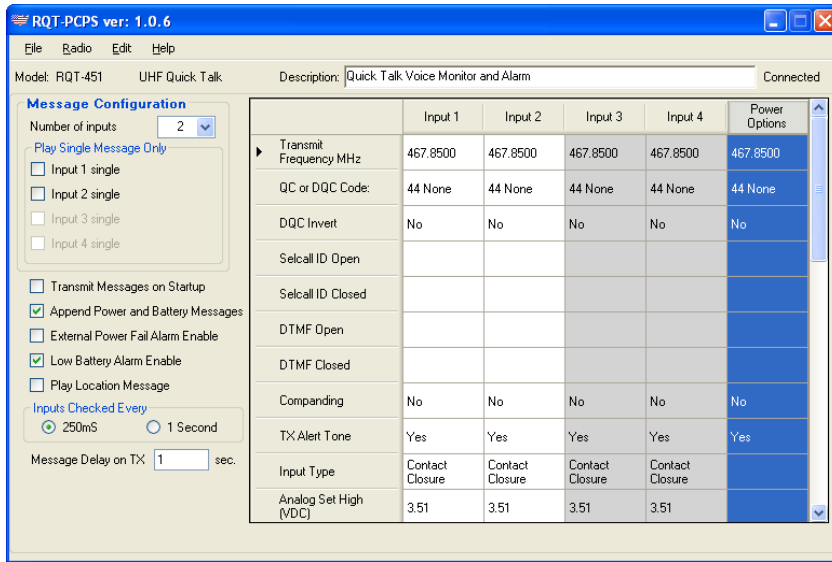 RQT-PCPS ver: 1.0.6
File Radio Edit Help
Model: RQT-451 UHF Quick Talk Description: Quick Talk Voice Monitor and Alarm Connected
Message Configuration
Number of inputs 2
Play Single Message Only
Input 1 single
Input 2 single
Input 3 single
Input 4 single
Transmit Messages on Startup
Append Power and Battery Messages
External Power Fail Alarm Enable
Low Battery Alarm Enable
Play Location Message
Inputs Checked Every
250mS 1 Second
Message Delay on TX 1 sec.
Input 1 Input 2 Input 3 Input 4 Power Options
Transmit Frequency MHz 467.8500 467.8500 467.8500 467.8500 467.8500
QC or DQC Code: 44 None 44 None 44 None 44 None 44 None
DQC Invert No No No No No
Selcall ID Open
Selcall ID Closed
DTMF Open
DTMF Closed
Companding No No No No No
TX Alert Tone Yes Yes Yes Yes Yes
Input Type Contact Closure Contact Closure Contact Closure Contact Closure
Analog Set High (VDC) 3.51 3.51 3.51 3.51